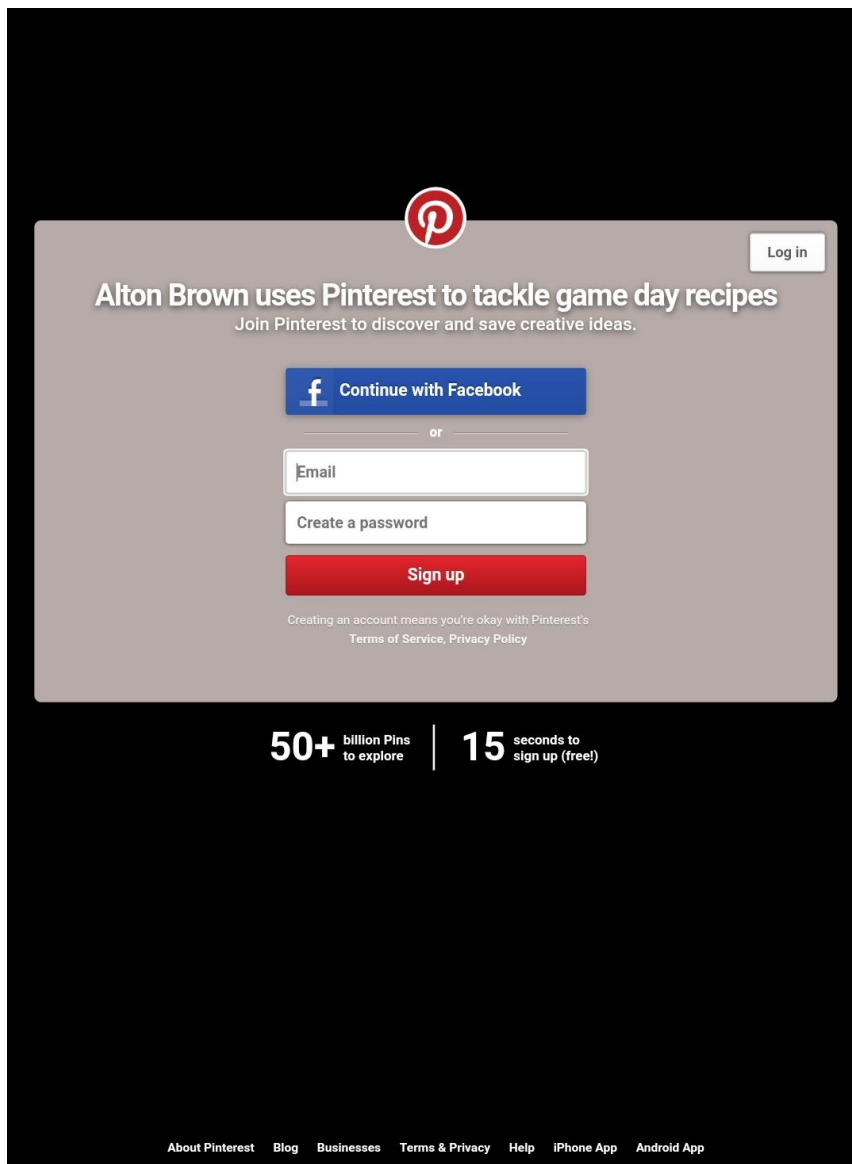 Log in
Alton Brown uses Pinterest to tackle game day recipes
Join Pinterest to discover and save creative ideas.
f Continue with Facebook
or
Email
Create a password
Sign up
Creating an account means you're okay with Pinterest's
Terms of Service, Privacy Policy
50+ billion Pins to explore
15 seconds to sign up (free!)
About Pinterest Blog Businesses Terms & Privacy Help iPhone App Android App